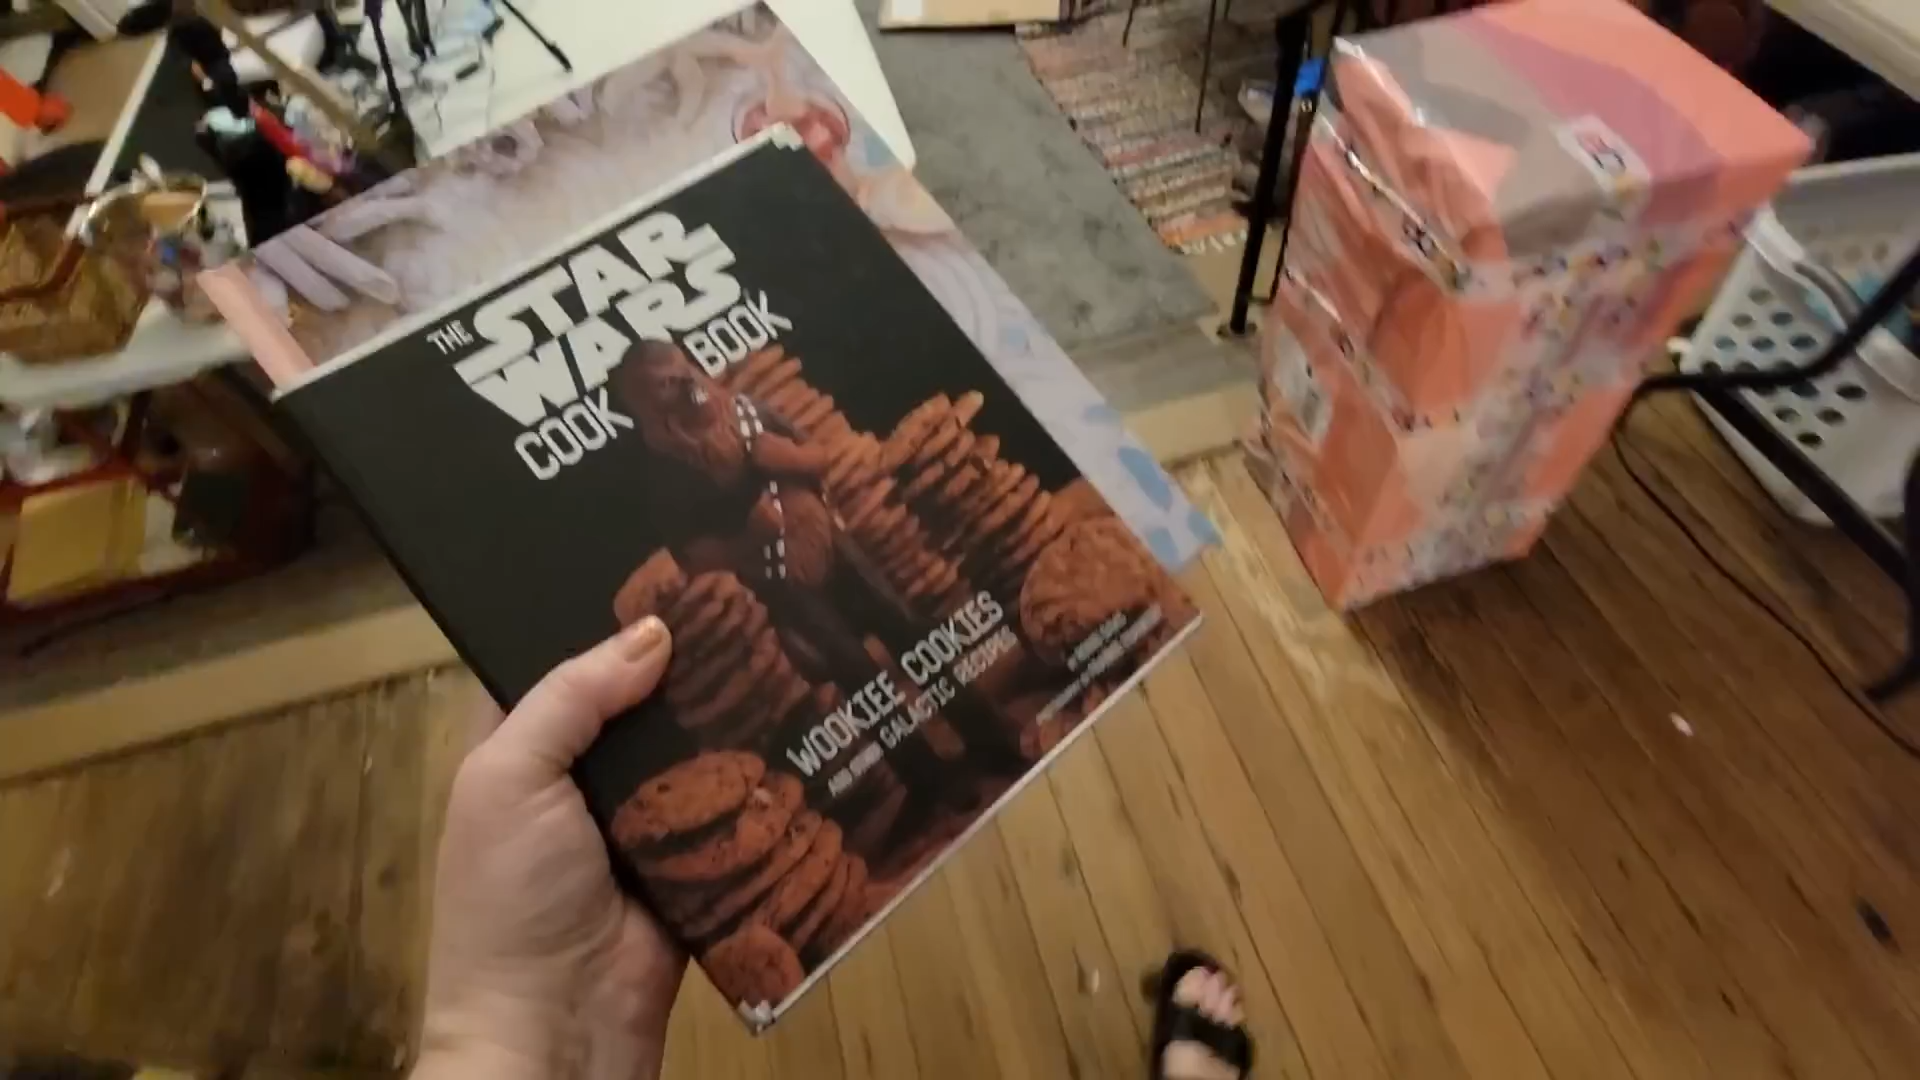 THE
STAR
WARS
COOK BOOK
WOOKIEE COOKIES
AND OTHER GALACTIC RECIPES